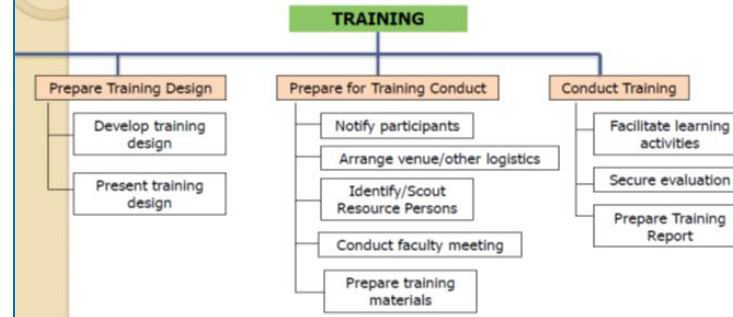 TRAINING
Prepare Training Design
Develop training
design
Present training
design
Prepare for Training Conduct
Notify participants
Arrange venue/other logistics
Identify/Scout
Resource Persons
Conduct faculty meeting
Prepare training
materials
Conduct Training
Facilitate learning
activities
Secure evaluation
Prepare Training
Report